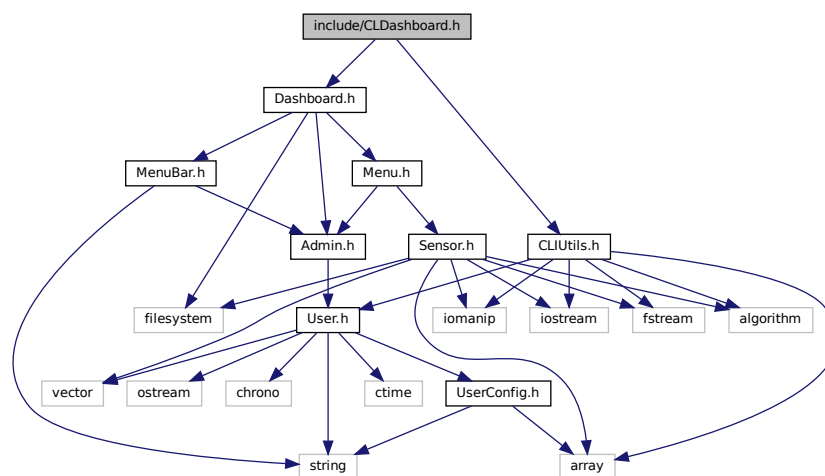 include/CLDashboard.h
Dashboard.h
MenuBar.h
Menu.h
Admin.h
Sensor.h
CLIUtils.h
filesystem
User.h
iomanip
iostream
fstream
algorithm
vector
ostream
chrono
ctime
UserConfig.h
string
array